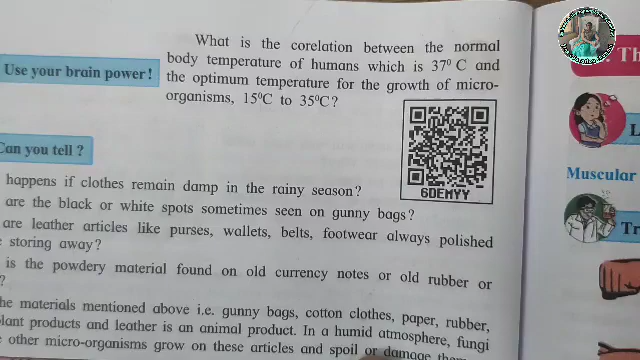 What is the corelation between the normal
body temperature of humans which is 37⁰ C and
Use your brain power !
the optimum temperature for the growth of micro-
organisms, 15⁰C to 35⁰C?
6DEMYY
Can you tell ?
happens if clothes remain damp in the rainy season?
are the black or white spots sometimes seen on gunny bags?
are leather articles like purses, wallets, belts, footwear always polished
storing away?
is the powdery material found on old currency notes or old rubber or
?
he materials mentioned above i.e. gunny bags, cotton clothes, paper, rubber,
plant products and leather is an animal product. In a humid atmosphere, fungi
other micro-organisms grow on these articles and spoil or damage them
. Th
L
Muscular
Tr